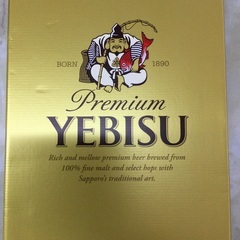 BORN 1890
Premium
YEBISU
Rich and mellow premium beer brewed from
100% fine malt and select hops with
Sapporo's traditional art.